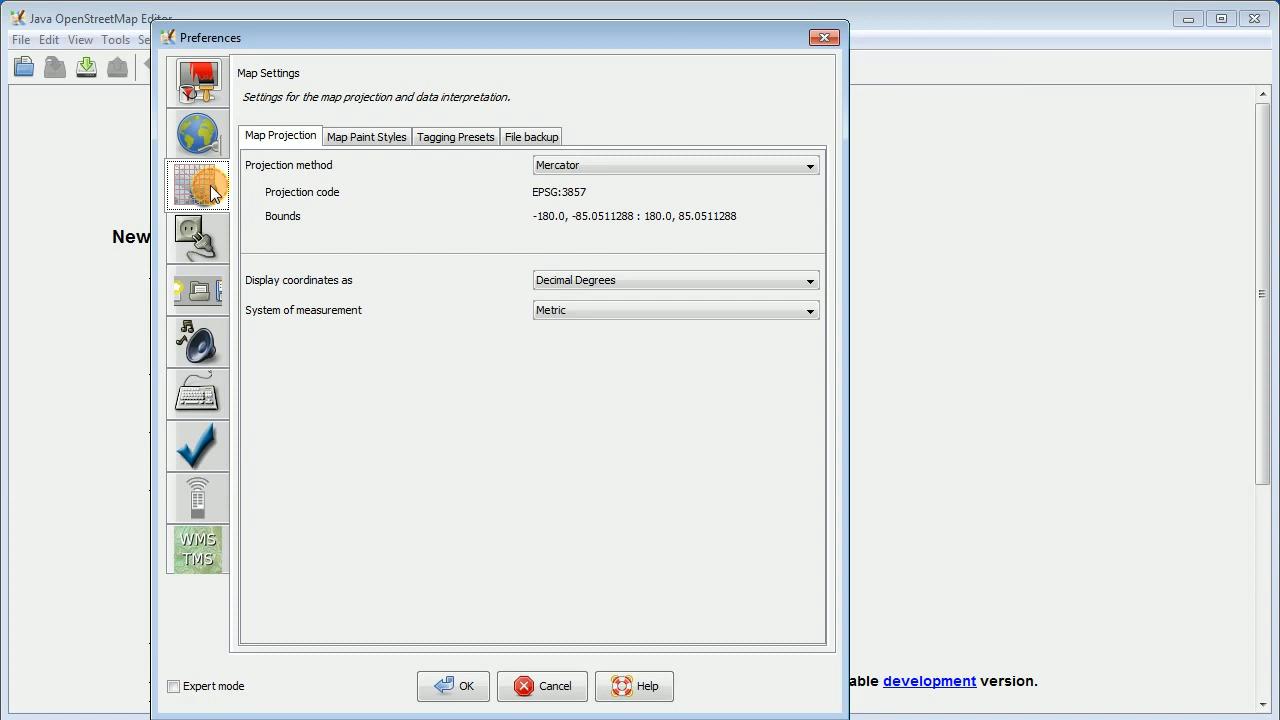 Java OpenStreetMap Editor
Preferences
File Edit View Tools Se
Map Settings
Settings for the map projection and data interpretation.
Map Projection Map Paint Styles Tagging Presets File backup
Projection method Mercator
Projection code EPSG:3857
Bounds -180.0, -85.0511288 : 180.0, 85.0511288
New
Display coordinates as Decimal Degrees
System of measurement Metric
WMS
TMS
able development version.
Expert mode OK Cancel Help